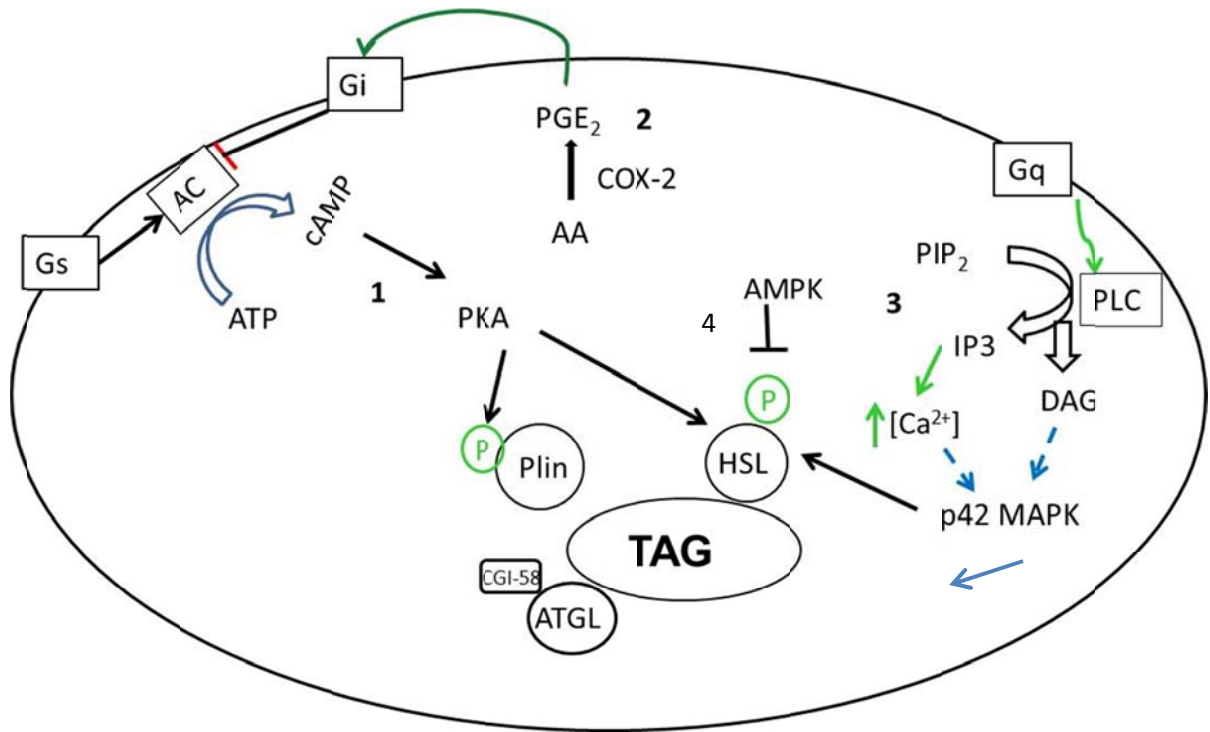 Gi
PGE₂ 2
COX-2
AA
AC
cAMP
Gs
ATP
1
PKA
Gq
PIP₂
PLC
AMPK
3
4
IP3
DAG
[Ca²⁺]
P
HSL
P
Plin
p42 MAPK
TAG
CGI-58
ATGL